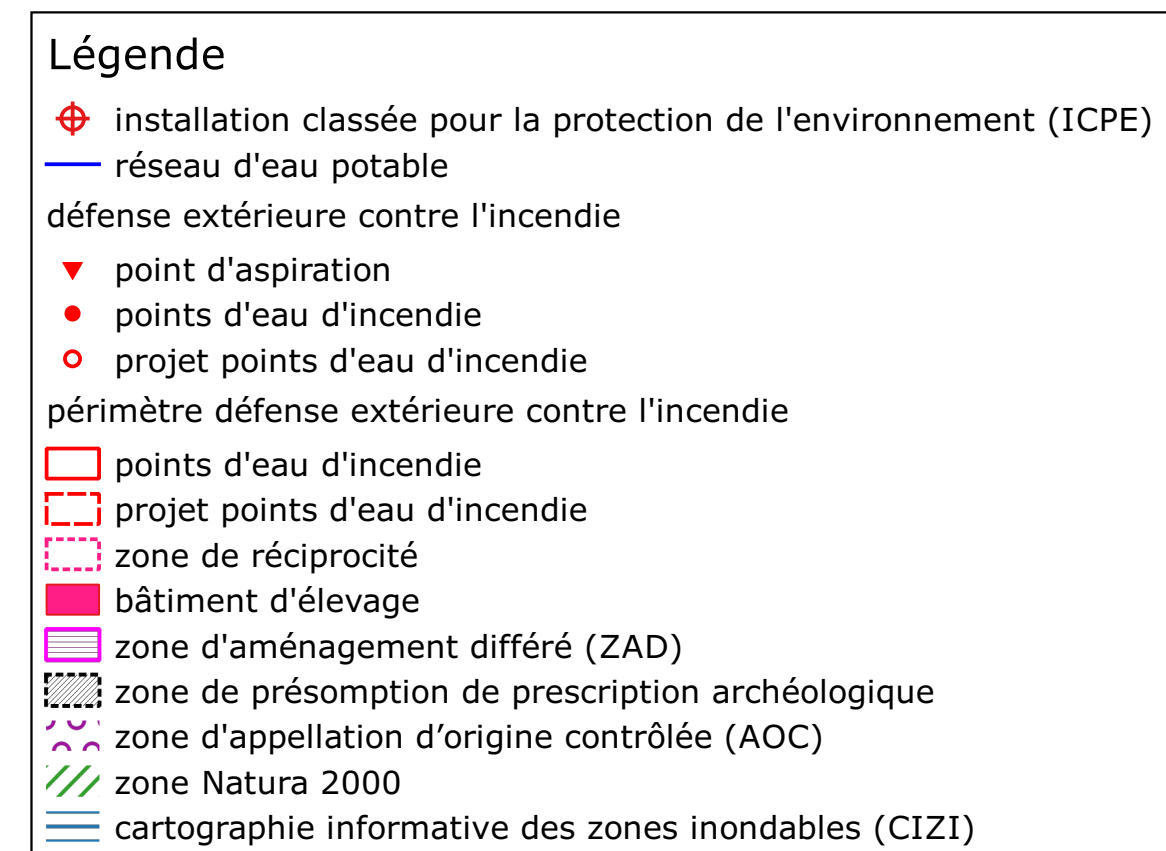 Légende
installation classée pour la protection de l'environnement (ICPE)
réseau d'eau potable
défense extérieure contre l'incendie
point d'aspiration
points d'eau d'incendie
projet points d'eau d'incendie
périmètre défense extérieure contre l'incendie
points d'eau d'incendie
projet points d'eau d'incendie
zone de réciprocité
bâtiment d'élevage
zone d'aménagement différé (ZAD)
zone de présomption de prescription archéologique
zone d'appellation d’origine contrôlée (AOC)
zone Natura 2000
cartographie informative des zones inondables (CIZI)